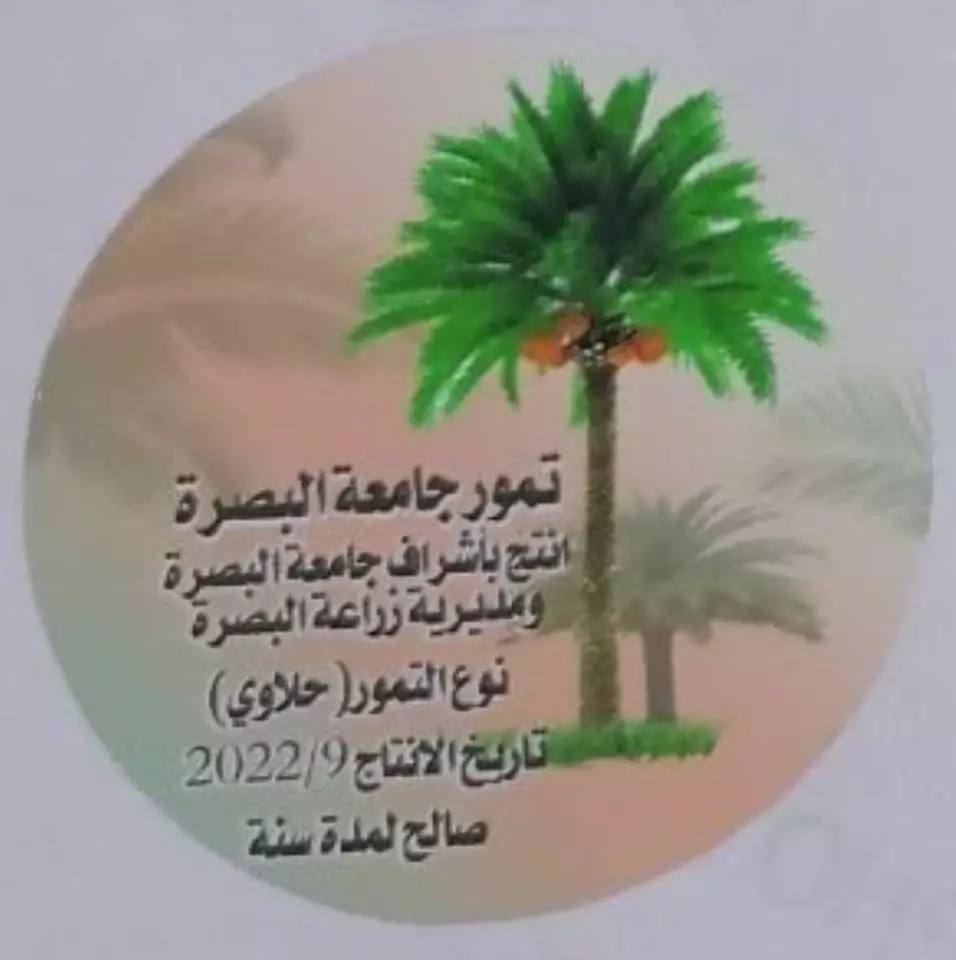 تمور جامعة البصرة
انتج بأشراف جامعة البصرة
ومديرية زراعة البصرة
نوع التمور (حلاوي)
تاريخ الانتاج 2022/9
صالح لمدة سنة